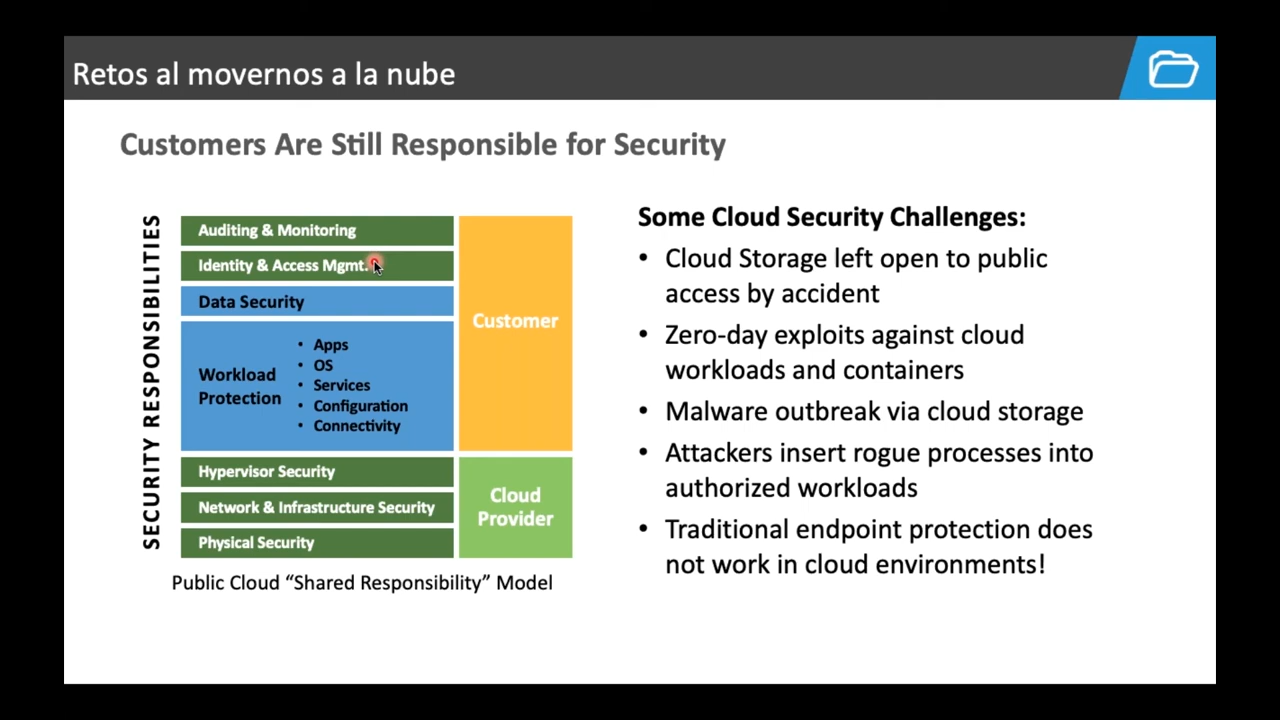 Retos al movernos a la nube
Customers Are Still Responsible for Security
SECURITY RESPONSIBILITIES
Auditing & Monitoring
Identity & Access Mgmt.
Data Security
Workload
Protection
• Apps
• OS
• Services
• Configuration
• Connectivity
Customer
Hypervisor Security
Network & Infrastructure Security
Physical Security
Cloud
Provider
Public Cloud “Shared Responsibility” Model
Some Cloud Security Challenges:
• Cloud Storage left open to public
access by accident
• Zero-day exploits against cloud
workloads and containers
• Malware outbreak via cloud storage
• Attackers insert rogue processes into
authorized workloads
• Traditional endpoint protection does
not work in cloud environments!